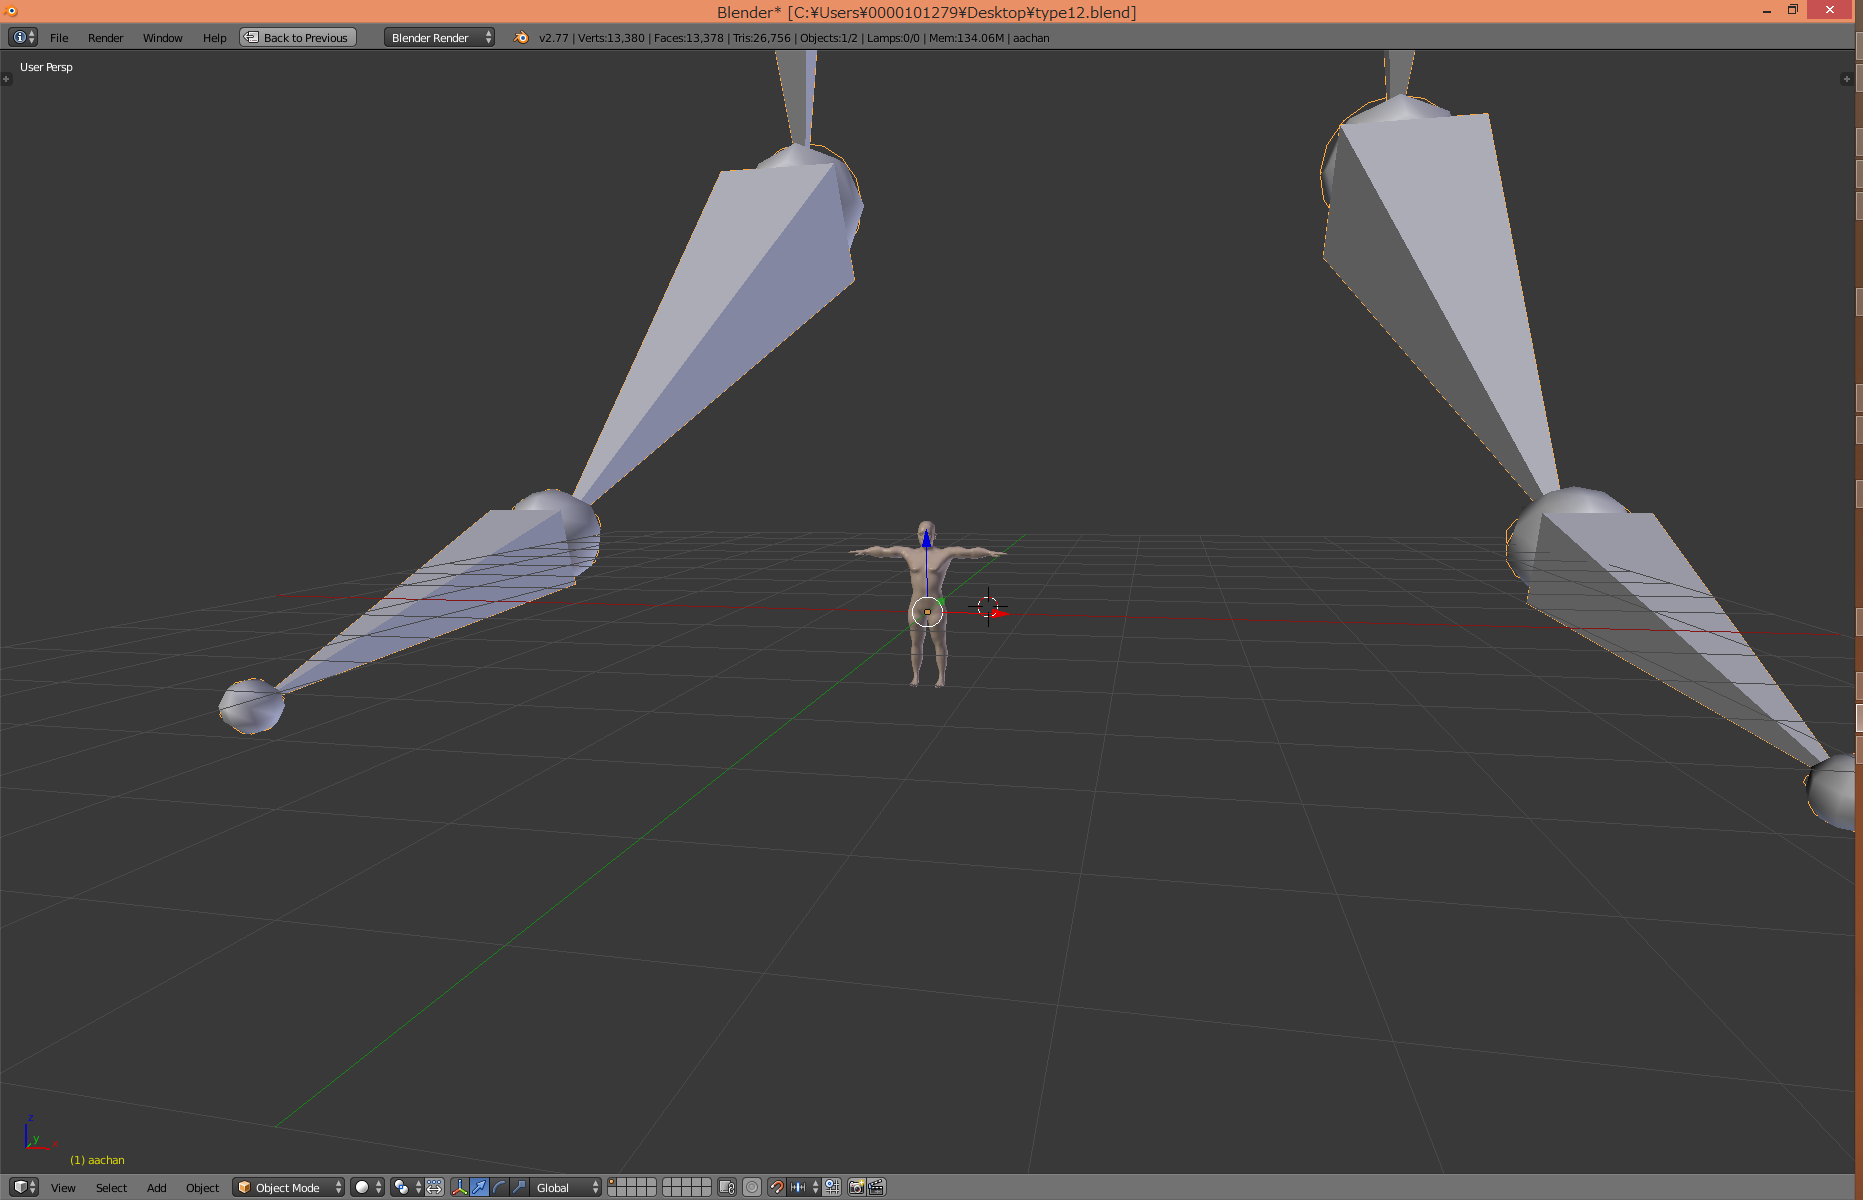 Blender* [C:¥Users¥0000101279¥Desktop¥type12.blend]
File Render Window Help Back to Previous Blender Render v2.77 | Verts:13,380 | Faces:13,378 | Tris:26,756 | Objects:1/2 | Lamps:0/0 | Mem:134.06M | aachan
User Persp
z
y x
(1) aachan
View Select Add Object Object Mode Global